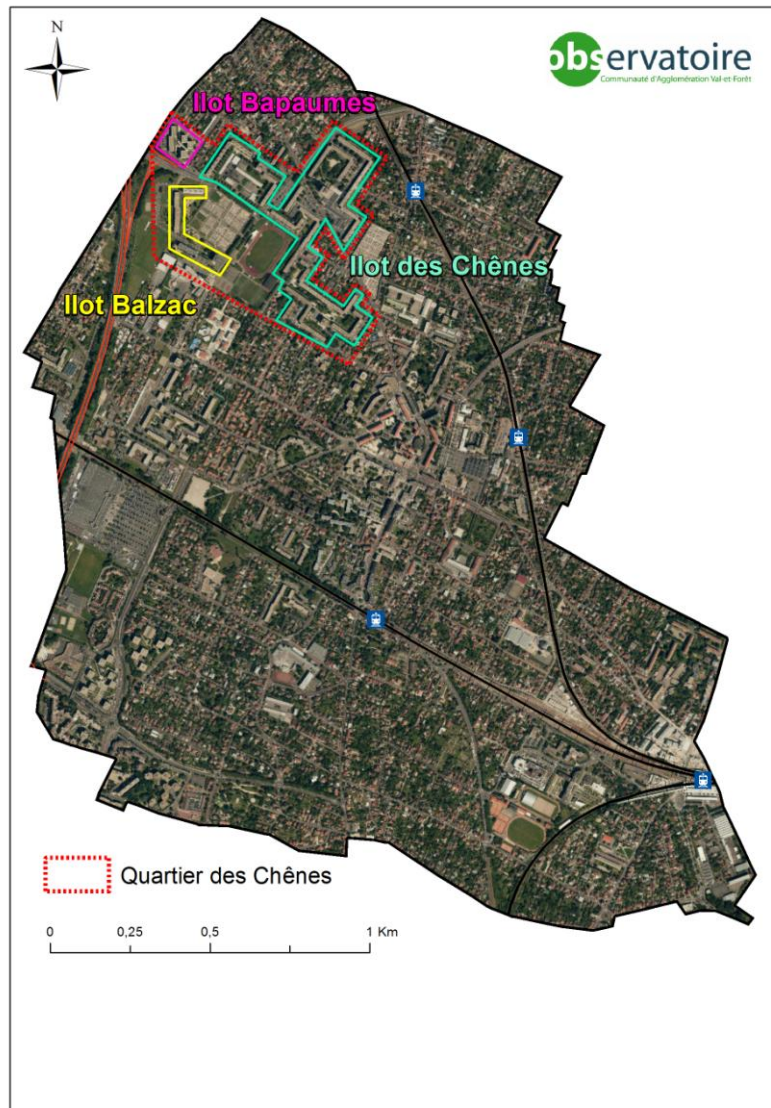 N
observatoire
Communauté d'Agglomération Val-et-Forêt
Ilot Bapaumes
Ilot des Chênes
Ilot Balzac
Quartier des Chênes
0 0,25 0,5 1 Km